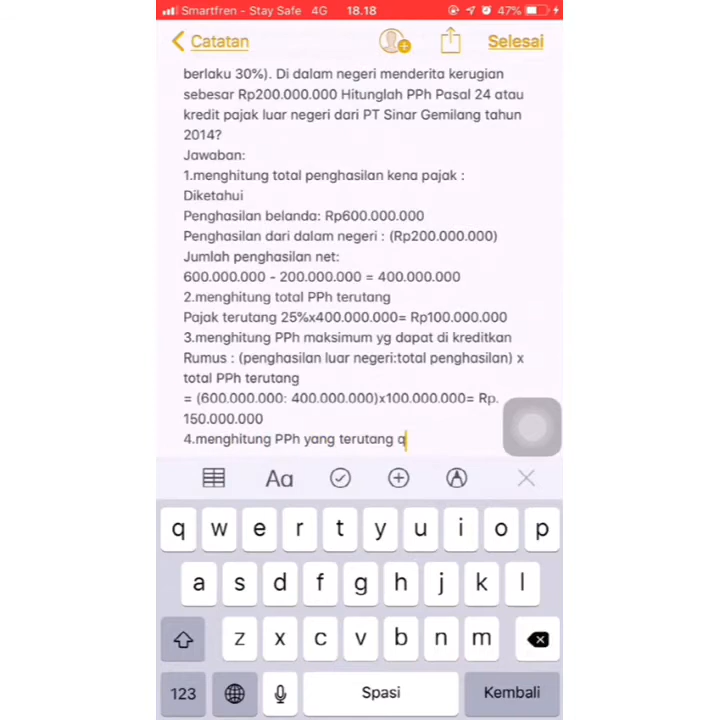 Smartfren - Stay Safe 4G 18.18 47%
Catatan Selesai
berlaku 30%). Di dalam negeri menderita kerugian
sebesar Rp200.000.000 Hitunglah PPh Pasal 24 atau
kredit pajak luar negeri dari PT Sinar Gemilang tahun
2014?
Jawaban:
1.menghitung total penghasilan kena pajak :
Diketahui
Penghasilan belanda: Rp600.000.000
Penghasilan dari dalam negeri : (Rp200.000.000)
Jumlah penghasilan net:
600.000.000 - 200.000.000 = 400.000.000
2.menghitung total PPh terutang
Pajak terutang 25%x400.000.000= Rp100.000.000
3.menghitung PPh maksimum yg dapat di kreditkan
Rumus : (penghasilan luar negeri:total penghasilan) x
total PPh terutang
= (600.000.000: 400.000.000)x100.000.000= Rp.
150.000.000
4.menghitung PPh yang terutang q
Aa
q w e r t y u i o p
a s d f g h j k l
z x c v b n m
123 Spasi Kembali